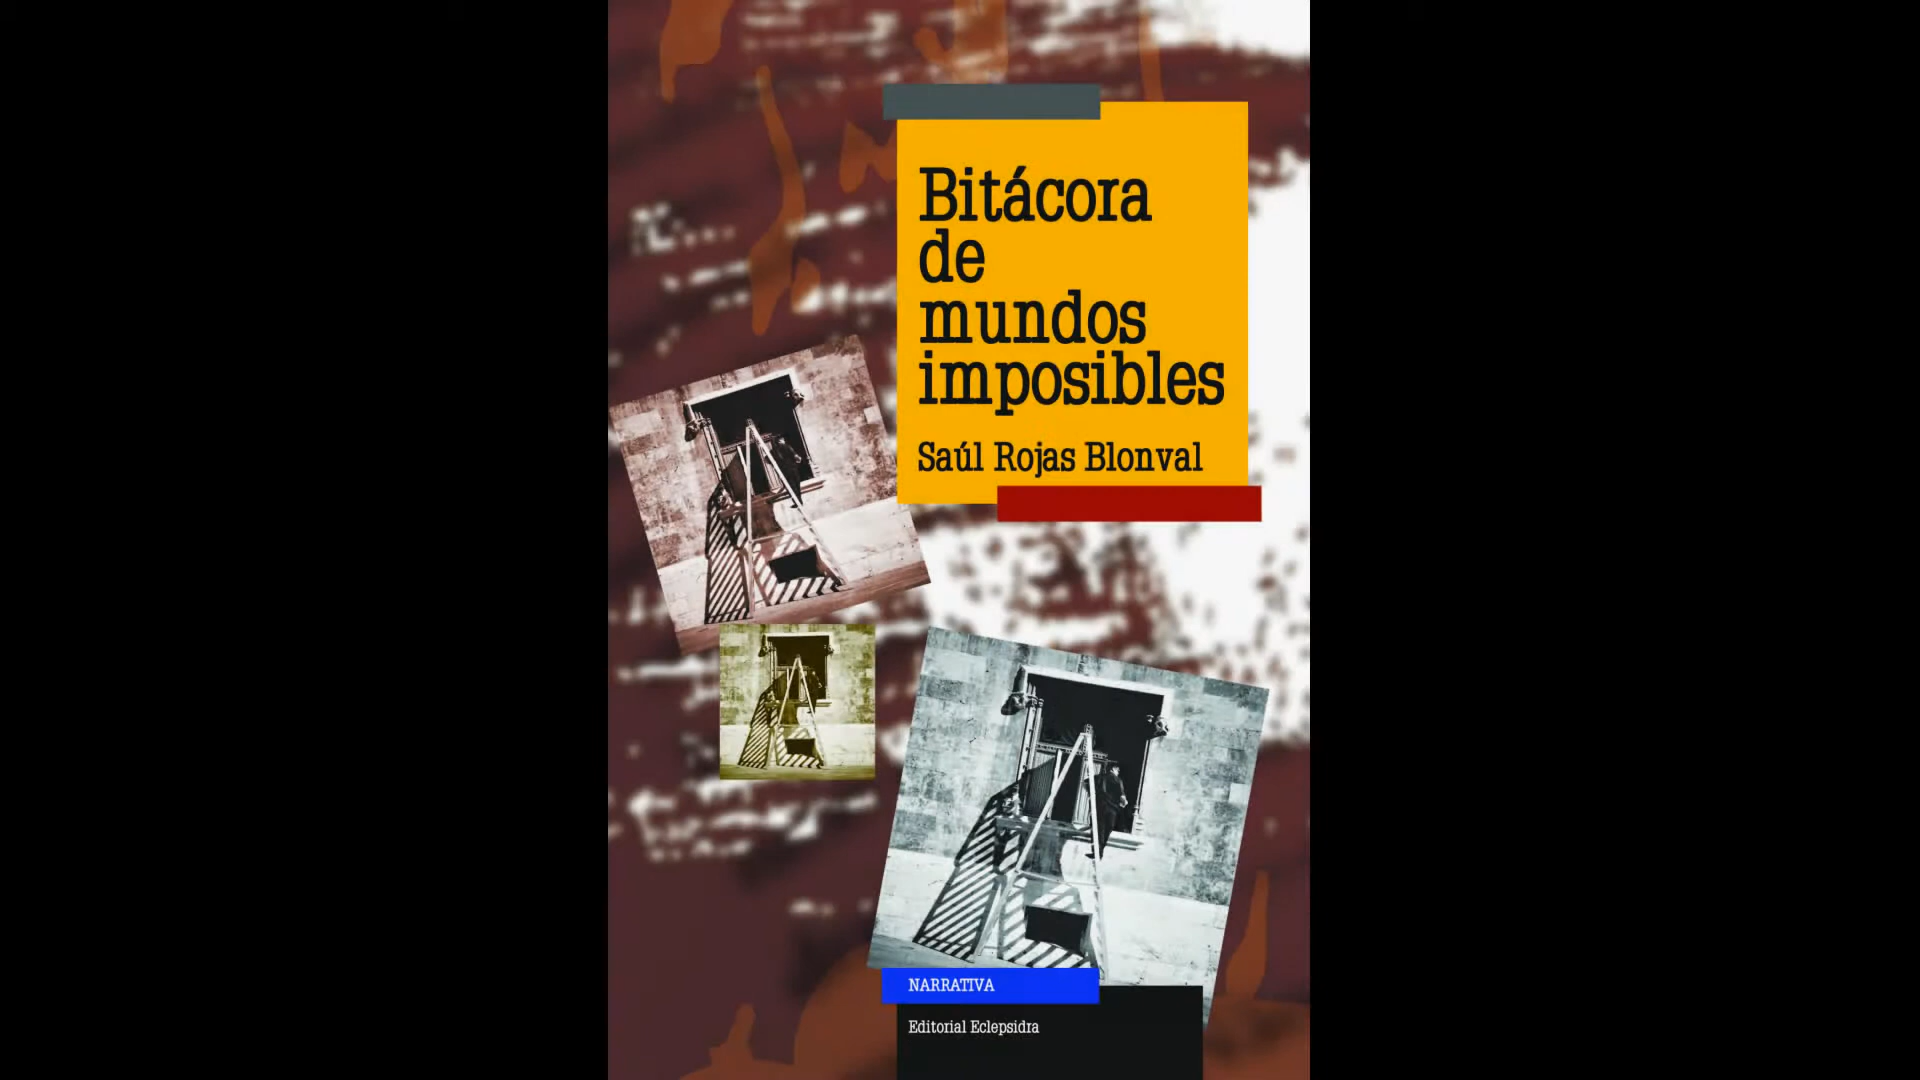 Bitácora
de
mundos
imposibles
Saúl Rojas Blonval
NARRATIVA
Editorial Eclepsidra